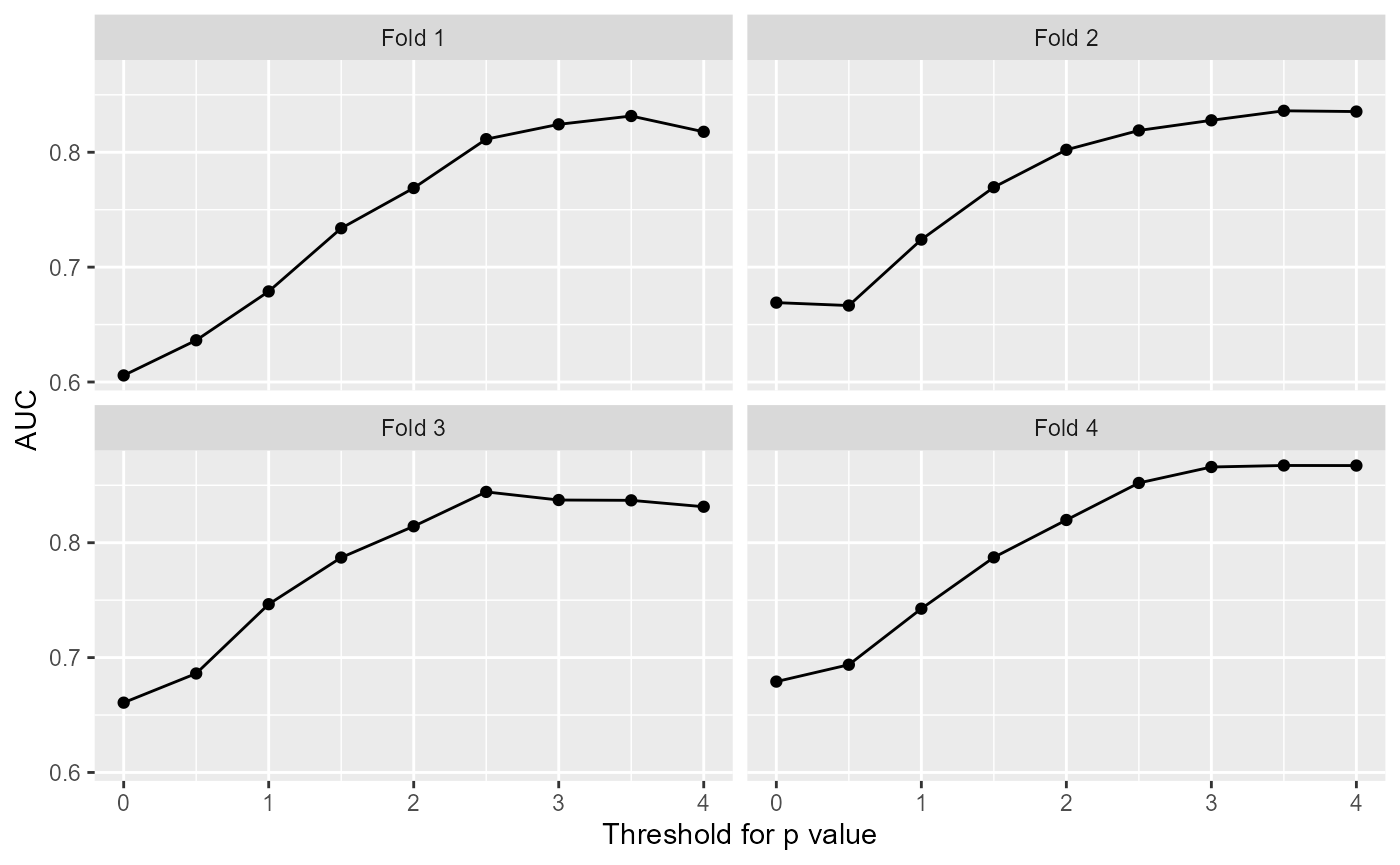 Fold 1
Fold 2
0.8
0.7
0.6
AUC
Fold 3
Fold 4
0.8
0.7
0.6
0 1 2 3 4
0 1 2 3 4
Threshold for p value